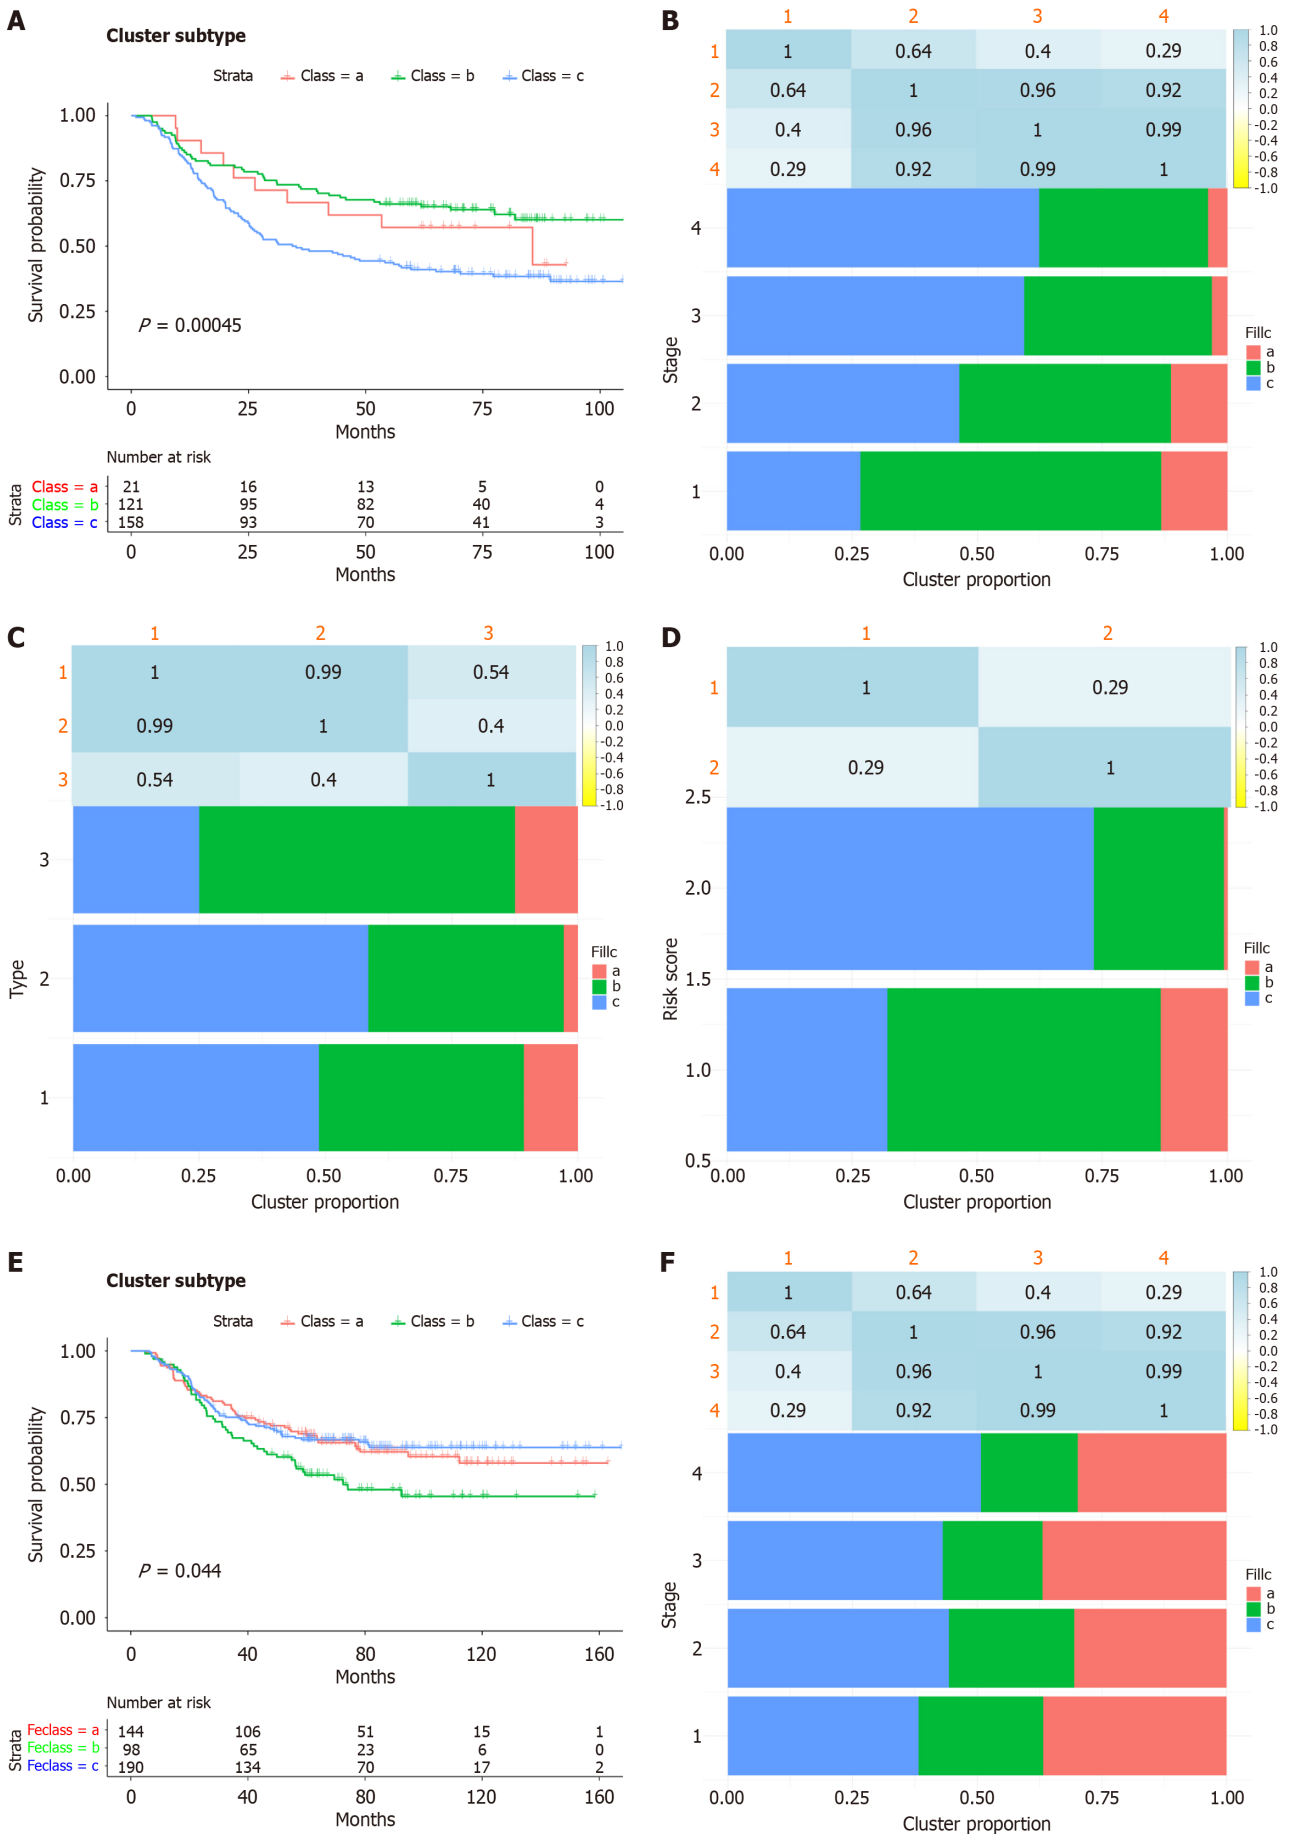 A
Cluster subtype
Strata Class = a Class = b Class = c
1.00
0.75
0.50
0.25
0.00
Survival probability
P = 0.00045
0 25 50 75 100
Months
Number at risk
Strata
Class = a 21 16 13 5 0
Class = b 121 95 82 40 4
Class = c 158 93 70 41 3
0 25 50 75 100
Months
B
1 2 3 4
1 1 0.64 0.4 0.29
2 0.64 1 0.96 0.92
3 0.4 0.96 1 0.99
4 0.29 0.92 0.99 1
1.0
0.8
0.6
0.4
0.2
0.0
-0.2
-0.4
-0.6
-0.8
-1.0
4
3
2
1
Stage
Fillc
a
b
c
0.00 0.25 0.50 0.75 1.00
Cluster proportion
C
1 2 3
1 1 0.99 0.54
2 0.99 1 0.4
3 0.54 0.4 1
1.0
0.8
0.6
0.4
0.2
0.0
-0.2
-0.4
-0.6
-0.8
-1.0
3
2
1
Type
Fillc
a
b
c
0.00 0.25 0.50 0.75 1.00
Cluster proportion
D
1 2
1 1 0.29
2 0.29 1
1.0
0.8
0.6
0.4
0.2
0.0
-0.2
-0.4
-0.6
-0.8
-1.0
2.5
2.0
1.5
1.0
0.5
Risk score
Fillc
a
b
c
0.00 0.25 0.50 0.75 1.00
Cluster proportion
E
Cluster subtype
Strata Class = a Class = b Class = c
1.00
0.75
0.50
0.25
0.00
Survival probability
P = 0.044
0 40 80 120 160
Months
Number at risk
Strata
Feclass = a 144 106 51 15 1
Feclass = b 98 65 23 6 0
Feclass = c 190 134 70 17 2
0 40 80 120 160
Months
F
1 2 3 4
1 1 0.64 0.4 0.29
2 0.64 1 0.96 0.92
3 0.4 0.96 1 0.99
4 0.29 0.92 0.99 1
1.0
0.8
0.6
0.4
0.2
0.0
-0.2
-0.4
-0.6
-0.8
-1.0
4
3
2
1
Stage
Fillc
a
b
c
0.00 0.25 0.50 0.75 1.00
Cluster proportion